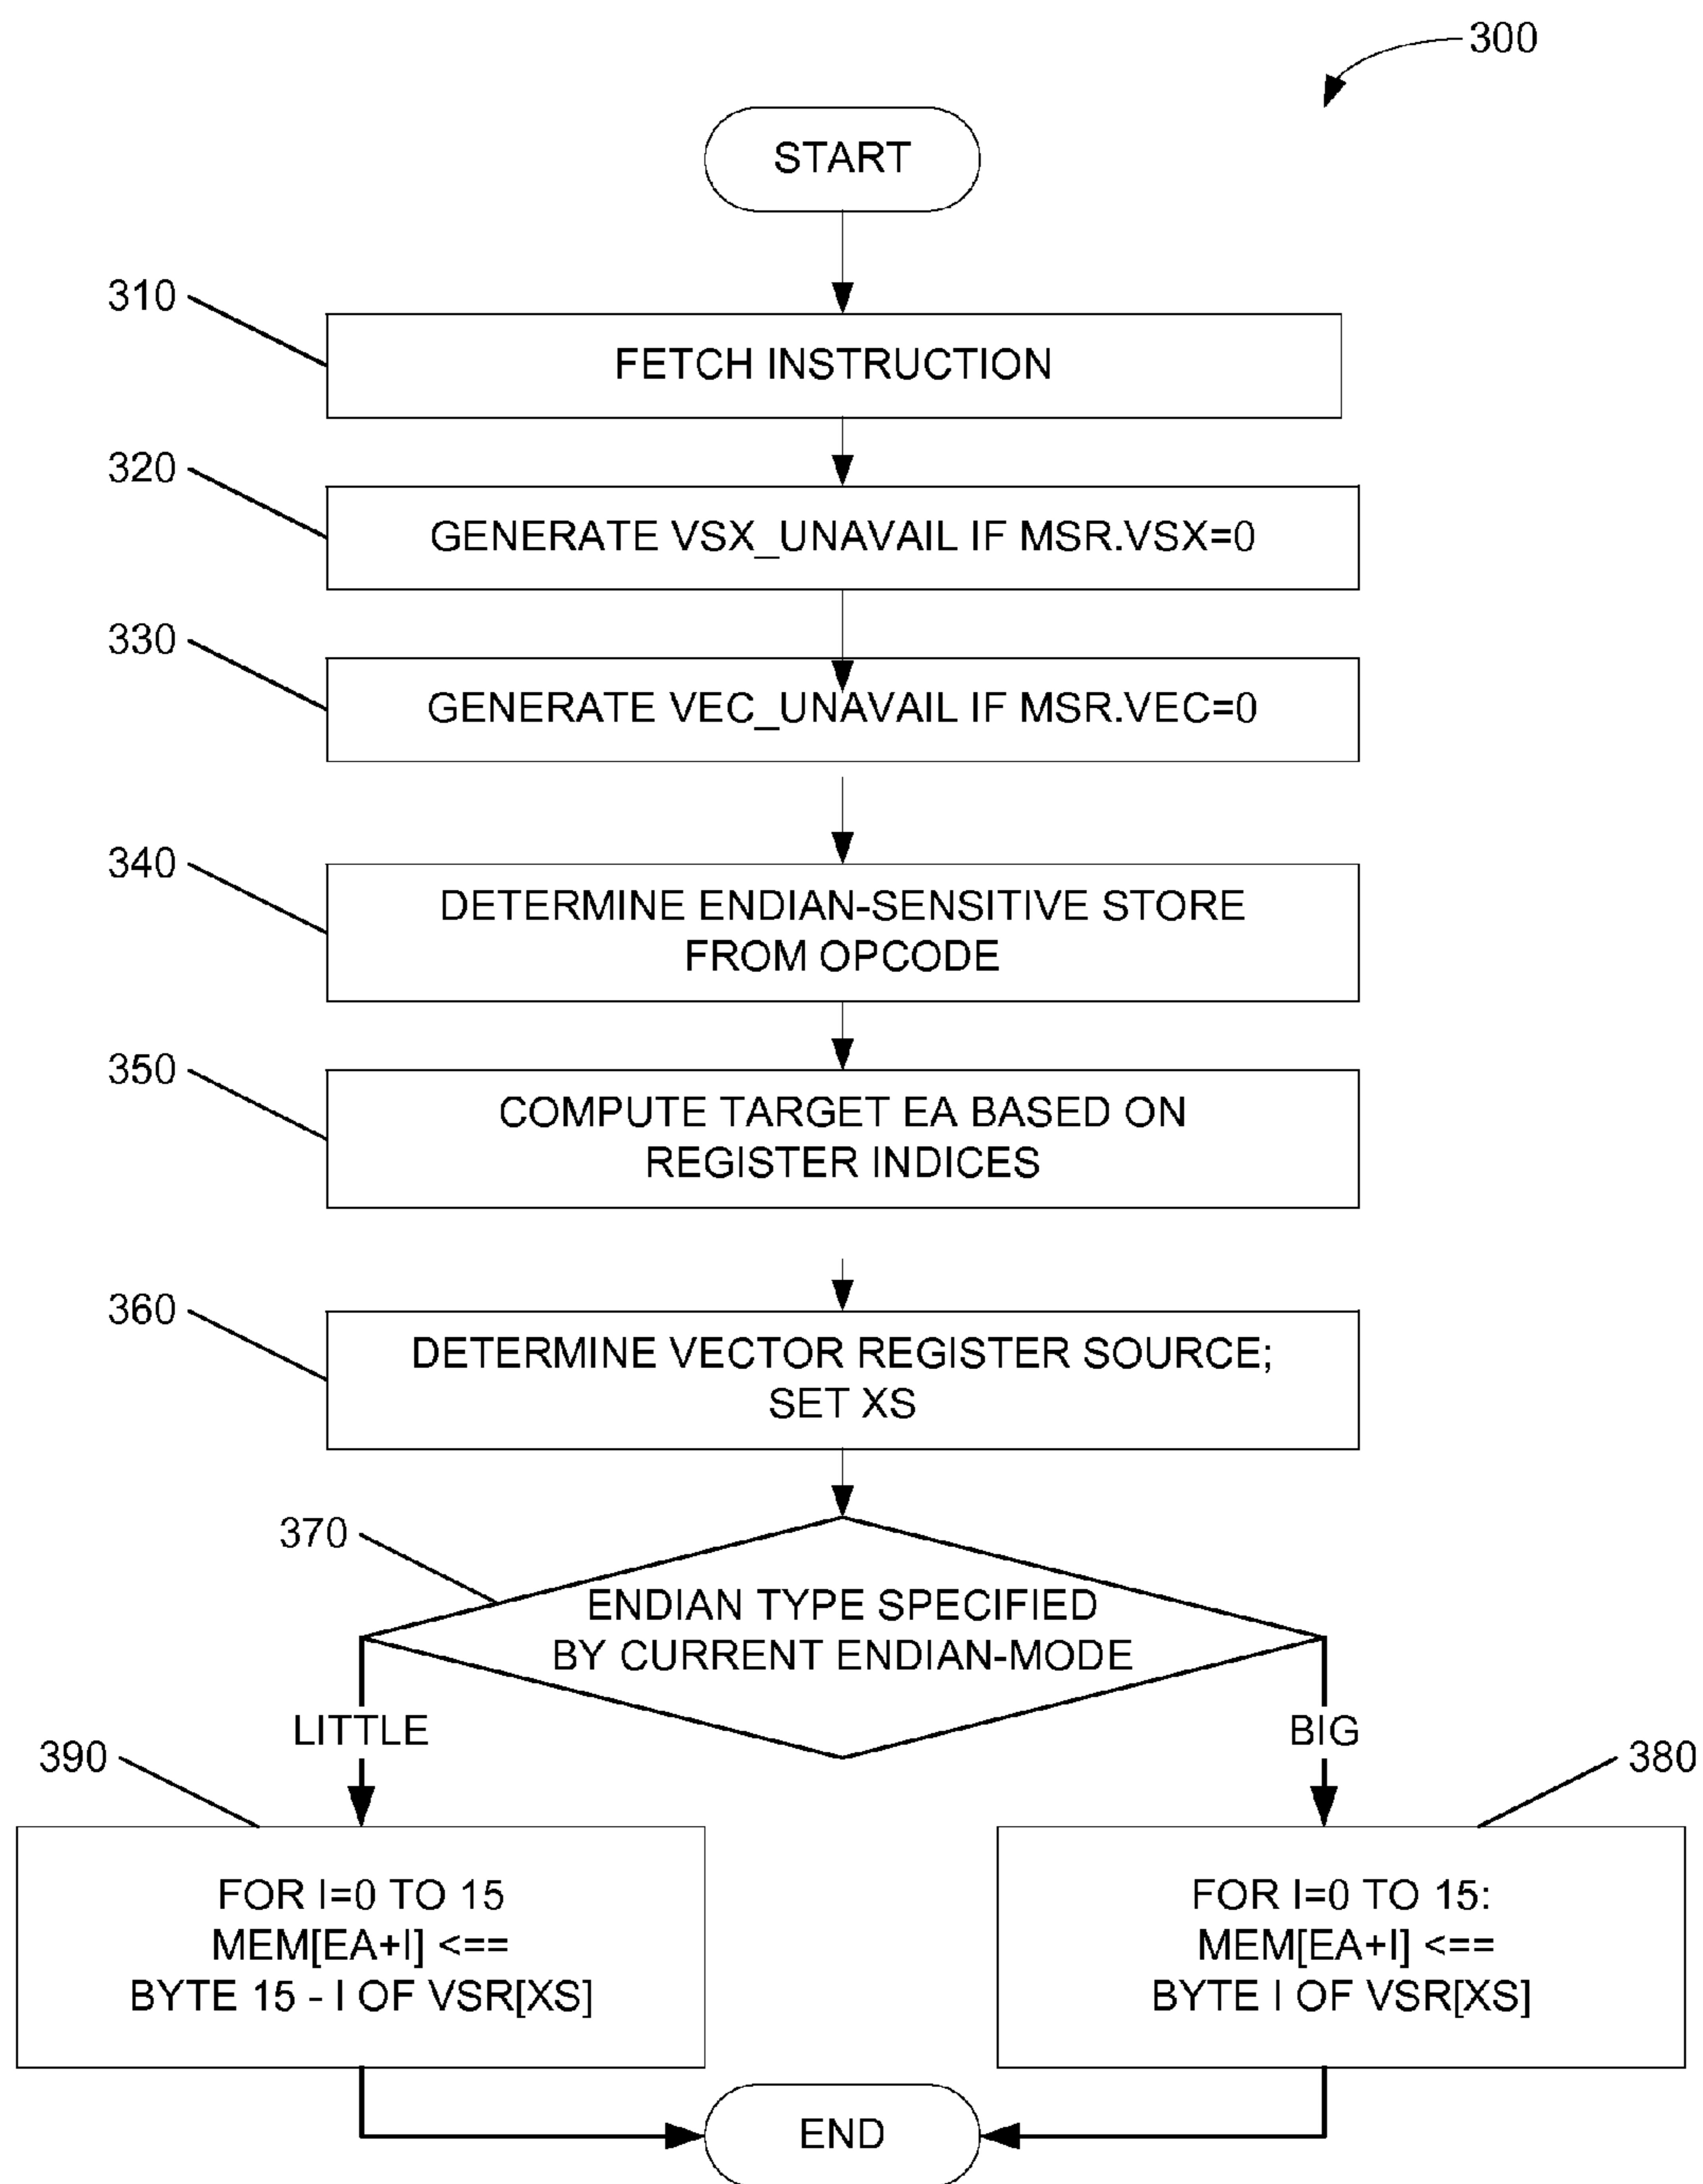 300
START
310
FETCH INSTRUCTION
320
GENERATE VSX_UNAVAIL IF MSR.VSX=0
330
GENERATE VEC_UNAVAIL IF MSR.VEC=0
340
DETERMINE ENDIAN-SENSITIVE STORE
FROM OPCODE
350
COMPUTE TARGET EA BASED ON
REGISTER INDICES
360
DETERMINE VECTOR REGISTER SOURCE;
SET XS
370
ENDIAN TYPE SPECIFIED
BY CURRENT ENDIAN-MODE
LITTLE
BIG
390
380
FOR I=0 TO 15
MEM[EA+I] <==
BYTE 15 - I OF VSR[XS]
FOR I=0 TO 15:
MEM[EA+I] <==
BYTE I OF VSR[XS]
END